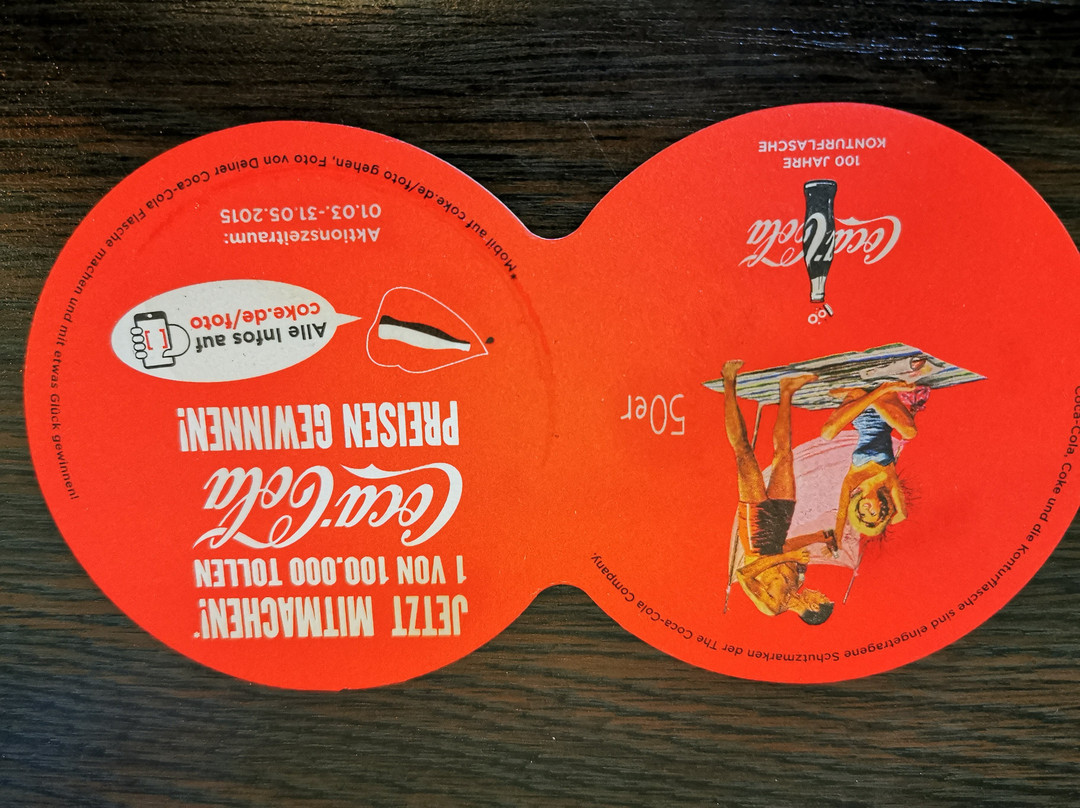 JETZT MITMACHEN!*
1 VON 100.000 TOLLEN
Coca-Cola
PREISEN GEWINNEN!
Alle Infos auf
coke.de/foto
Aktionszeitraum:
01.03.-31.05.2015
*Mobil auf coke.de/foto gehen, Foto von Deiner Coca-Cola Flasche machen und mit etwas Glück gewinnen!
50er
Coca-Cola
100 JAHRE
KONTURFLASCHE
Coca-Cola, Coke und die Konturflasche sind eingetragene Schutzmarken der The Coca-Cola Company.